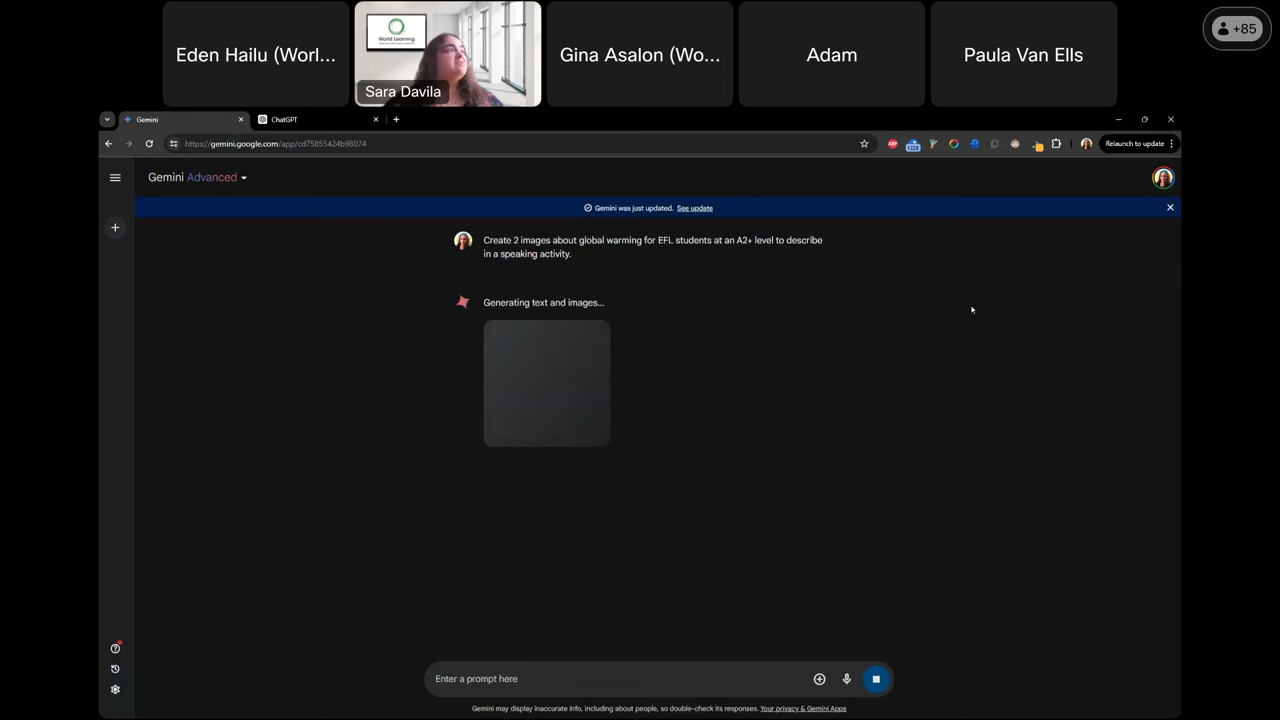 Eden Hailu (Worl...
World Learning
Sara Davila
Gina Asalon (Wo...
Adam
Paula Van Ells
+85
Gemini
ChatGPT
https://gemini.google.com/app/cd75855424b98074
Relaunch to update
Gemini Advanced
Gemini was just updated. See update
Create 2 images about global warming for EFL students at an A2+ level to describe
in a speaking activity.
Generating text and images...
Enter a prompt here
Gemini may display inaccurate info, including about people, so double-check its responses. Your privacy & Gemini Apps